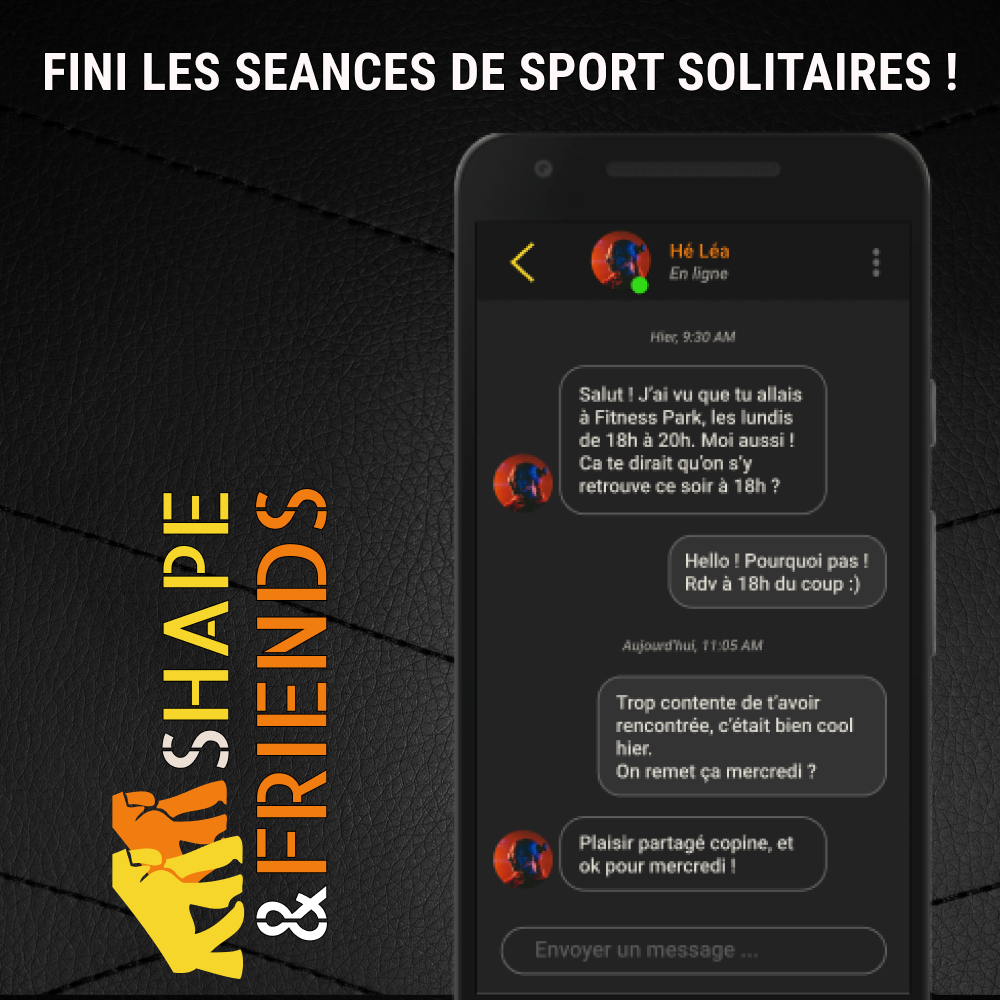 FINI LES SEANCES DE SPORT SOLITAIRES !
Hé Léa
En ligne
Hier, 9:30 AM
Salut ! J'ai vu que tu allais
à Fitness Park, les lundis
de 18h à 20h. Moi aussi !
Ca te dirait qu'on s'y
retrouve ce soir à 18h ?
Hello ! Pourquoi pas !
Rdv à 18h du coup :)
Aujourd'hui, 11:05 AM
Trop contente de t'avoir
rencontrée, c'était bien cool
hier.
On remet ça mercredi ?
Plaisir partagé copine, et
ok pour mercredi !
Envoyer un message ...
SHAPE
& FRIENDS